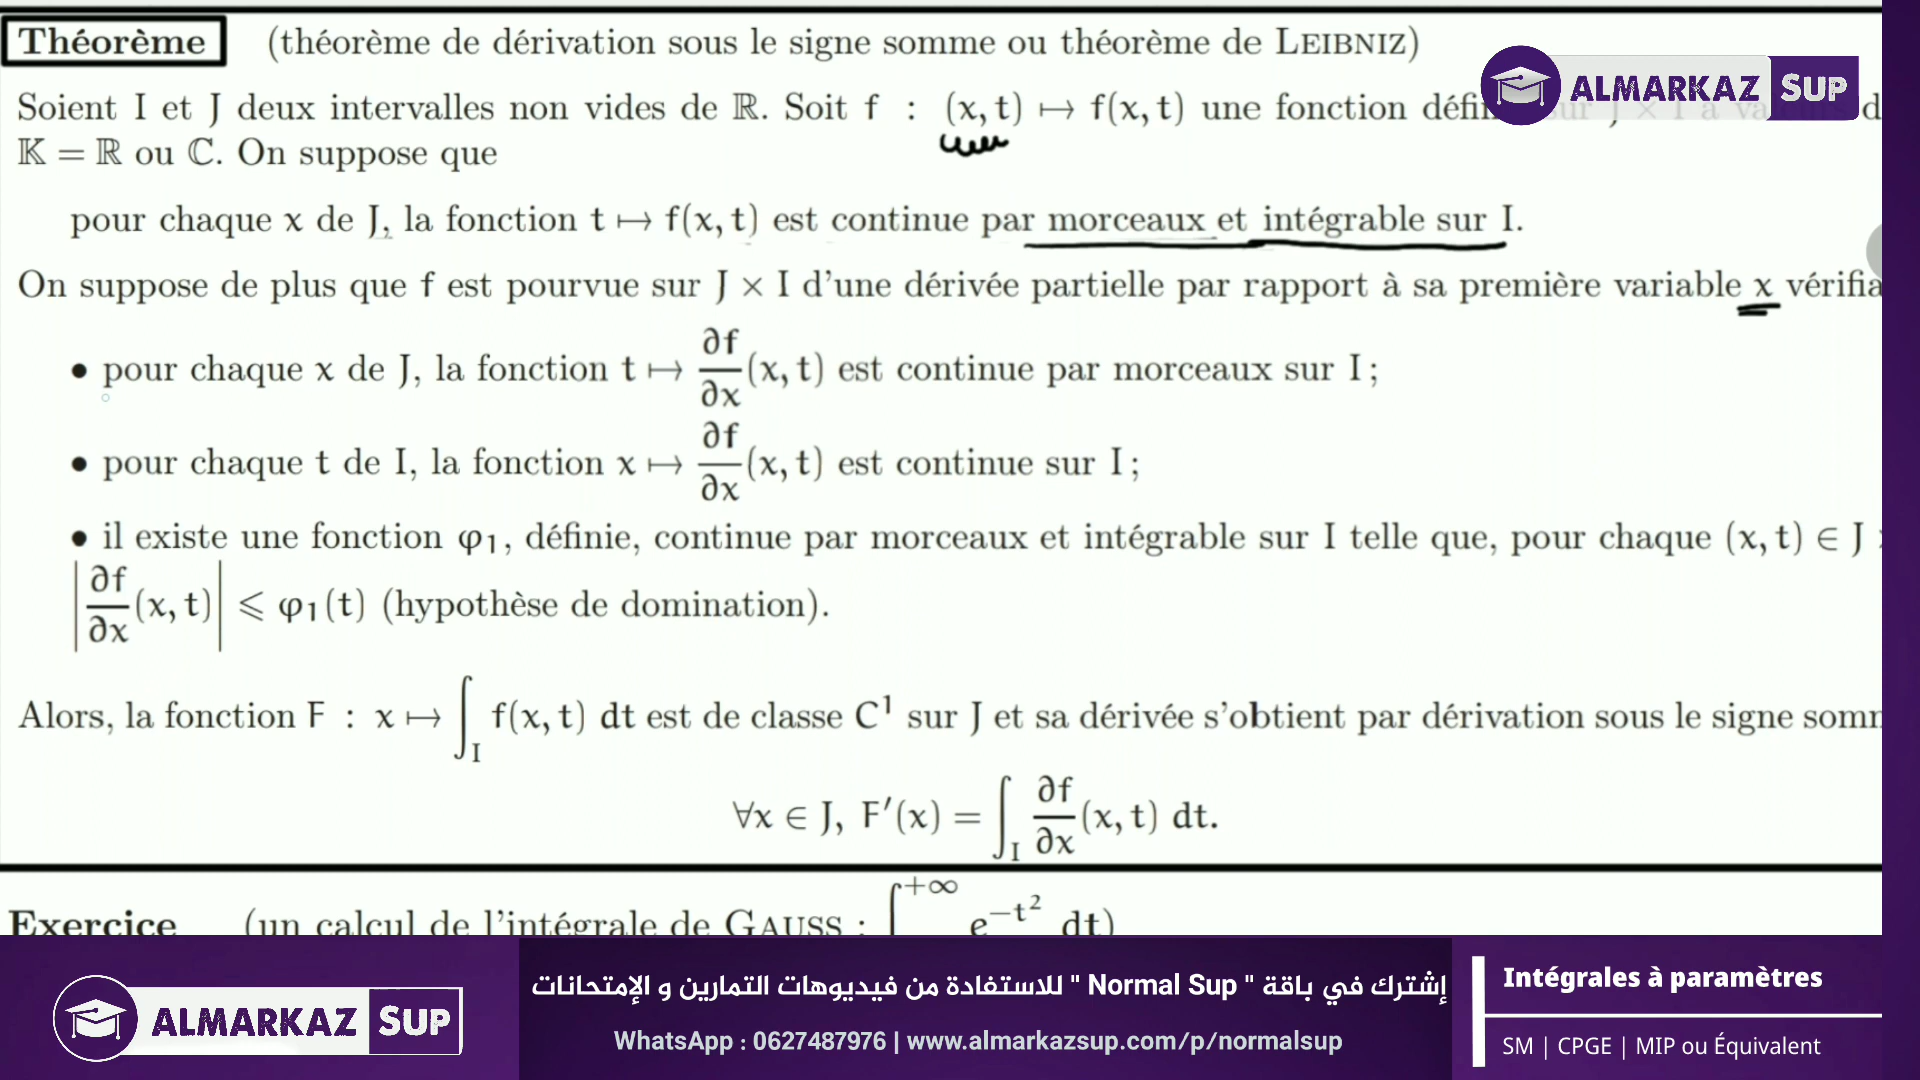 Théorème (théorème de dérivation sous le signe somme ou théorème de LEIBNIZ)
ALMARKAZ SUP
Soient I et J deux intervalles non vides de ℝ. Soit f : (x, t) ↦ f(x, t) une fonction défi
𝕂 = ℝ ou ℂ. On suppose que
pour chaque x de J, la fonction t ↦ f(x, t) est continue par morceaux et intégrable sur I.
On suppose de plus que f est pourvue sur J × I d'une dérivée partielle par rapport à sa première variable x vérifia
• pour chaque x de J, la fonction t ↦ ∂f/∂x (x, t) est continue par morceaux sur I ;
• pour chaque t de I, la fonction x ↦ ∂f/∂x (x, t) est continue sur I ;
• il existe une fonction φ₁, définie, continue par morceaux et intégrable sur I telle que, pour chaque (x, t) ∈ J
|∂f/∂x (x, t)| ⩽ φ₁(t) (hypothèse de domination).
Alors, la fonction F : x ↦ ∫_I f(x, t) dt est de classe C¹ sur J et sa dérivée s'obtient par dérivation sous le signe som
∀x ∈ J, F′(x) = ∫_I ∂f/∂x (x, t) dt.
Exercice (un calcul de l'intégrale de GAUSS : ∫^{+∞} e^{−t²} dt)
ALMARKAZ SUP
إشترك في باقة " Normal Sup " للاستفادة من فيديوهات التمارين و الإمتحانات
WhatsApp : 0627487976 | www.almarkazsup.com/p/normalsup
Intégrales à paramètres
SM | CPGE | MIP ou Équivalent